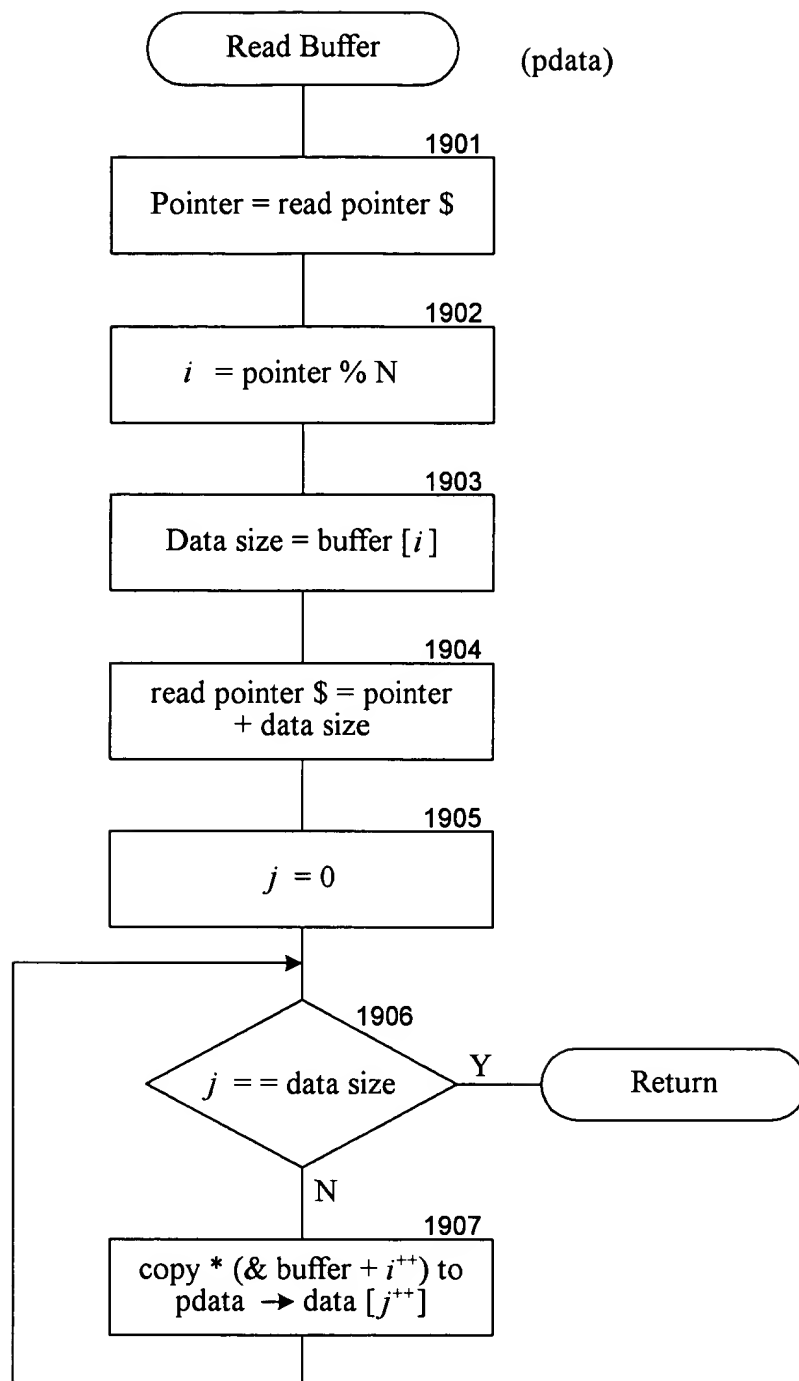 Read Buffer
(pdata)
1901
Pointer = read pointer $
1902
i = pointer % N
1903
Data size = buffer [i]
1904
read pointer $ = pointer
+ data size
1905
j = 0
1906
j == data size
Y
Return
N
1907
copy * (& buffer + i++) to
pdata → data [j++]